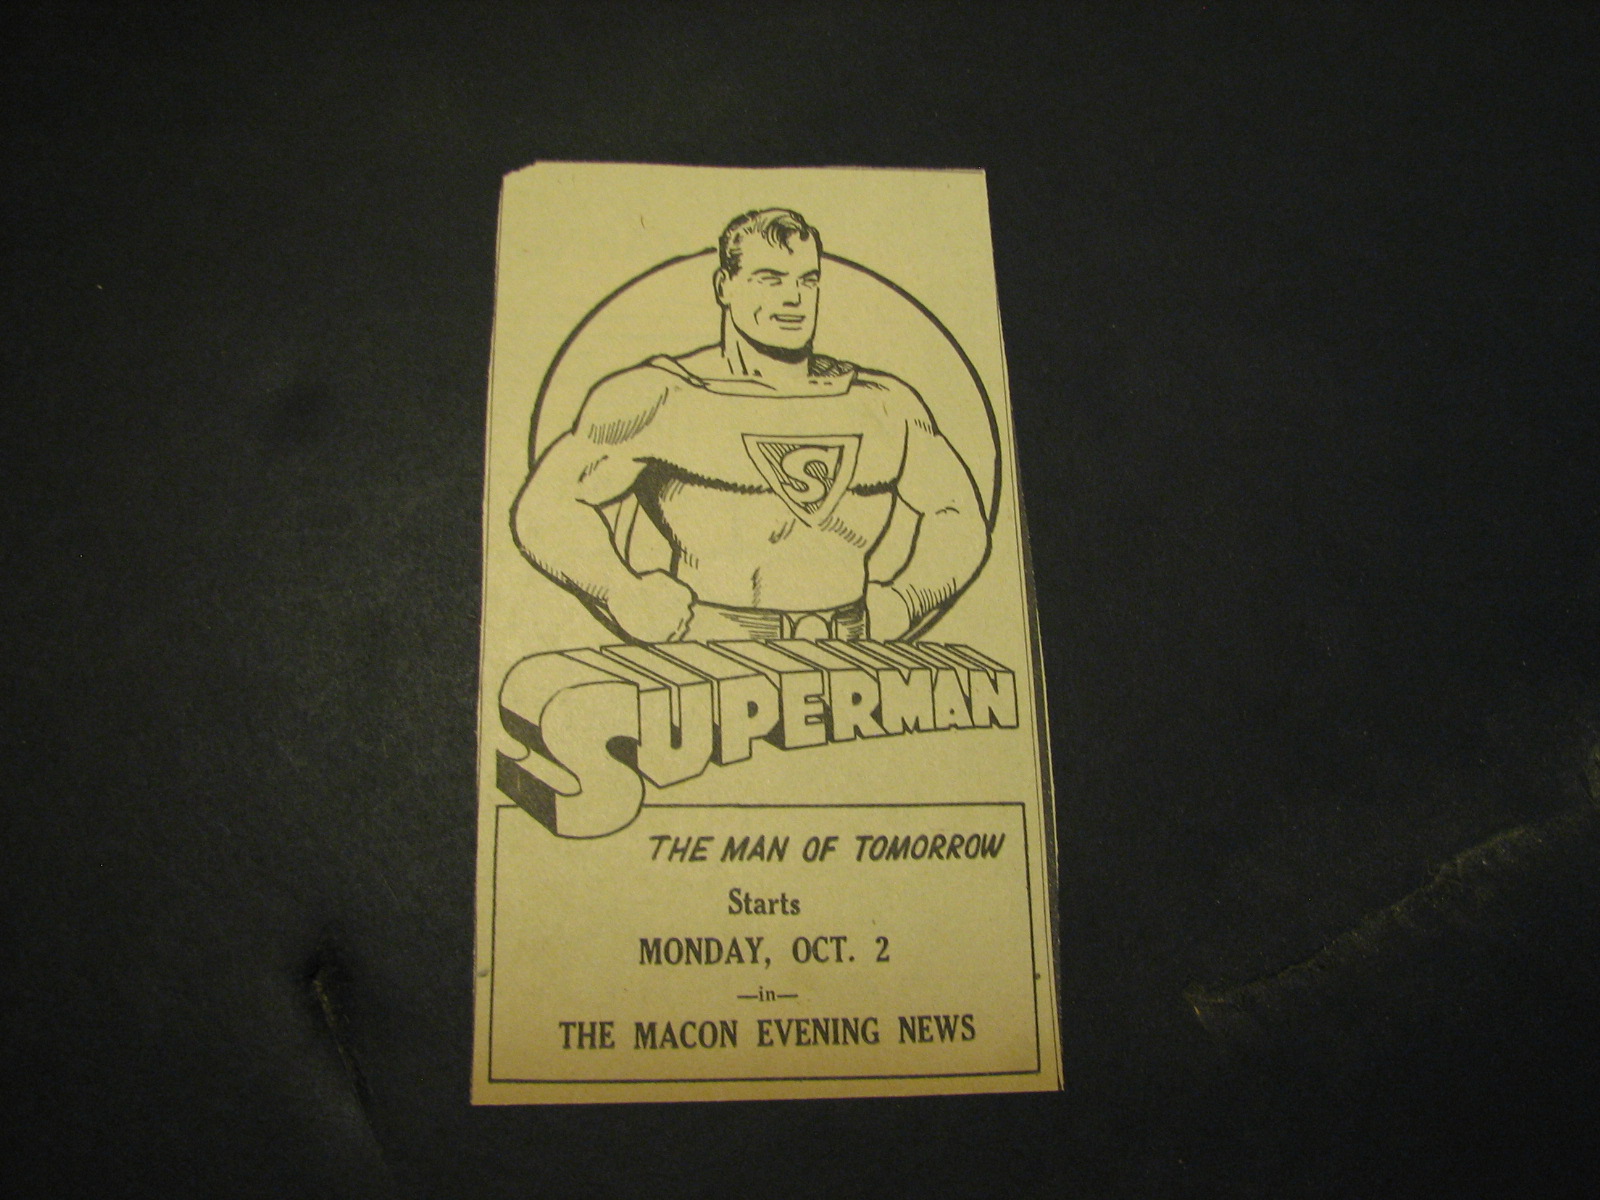 S
SUPERMAN
THE MAN OF TOMORROW
Starts
MONDAY, OCT. 2
—in—
THE MACON EVENING NEWS